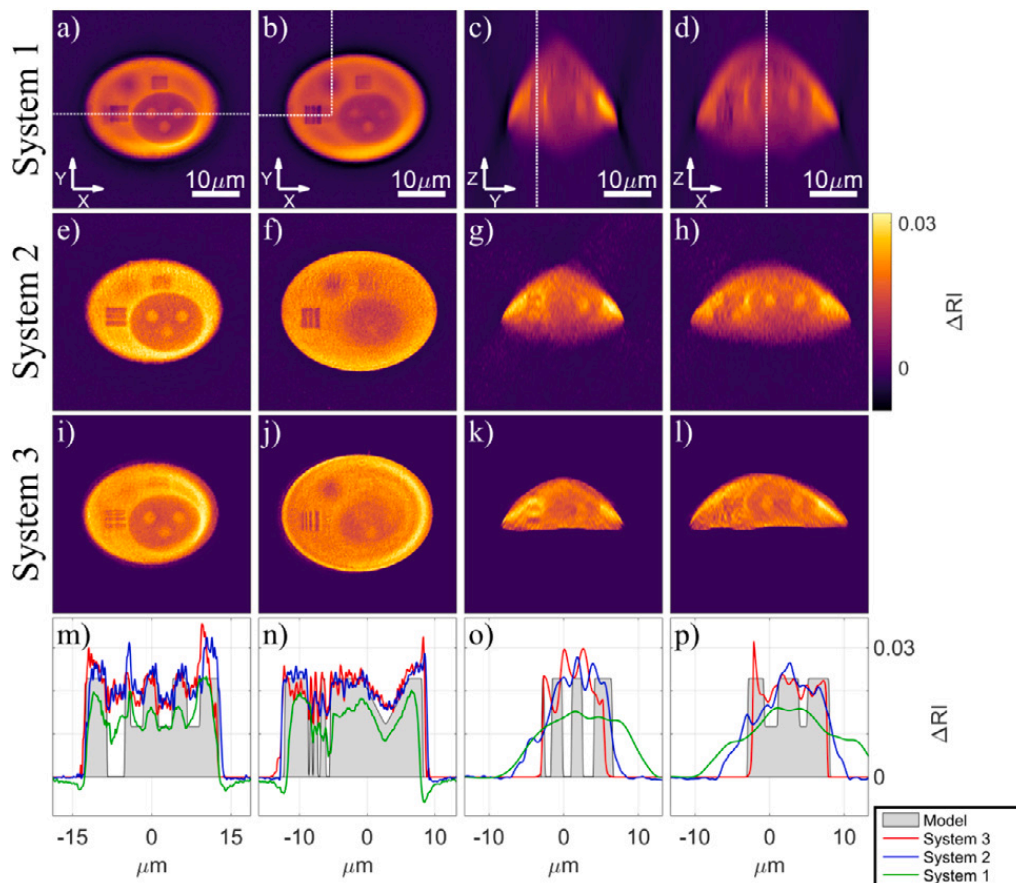 System 1
a)
b)
c)
d)
Y
X
10μm
Y
X
10μm
Z
Y
10μm
Z
X
10μm
System 2
e)
f)
g)
h)
0.03
0
ΔRI
System 3
i)
j)
k)
l)
m)
n)
o)
p)
0.03
0
ΔRI
-15 0 15
-10 0 10
-10 0 10
-10 0 10
μm
μm
μm
μm
Model
System 3
System 2
System 1